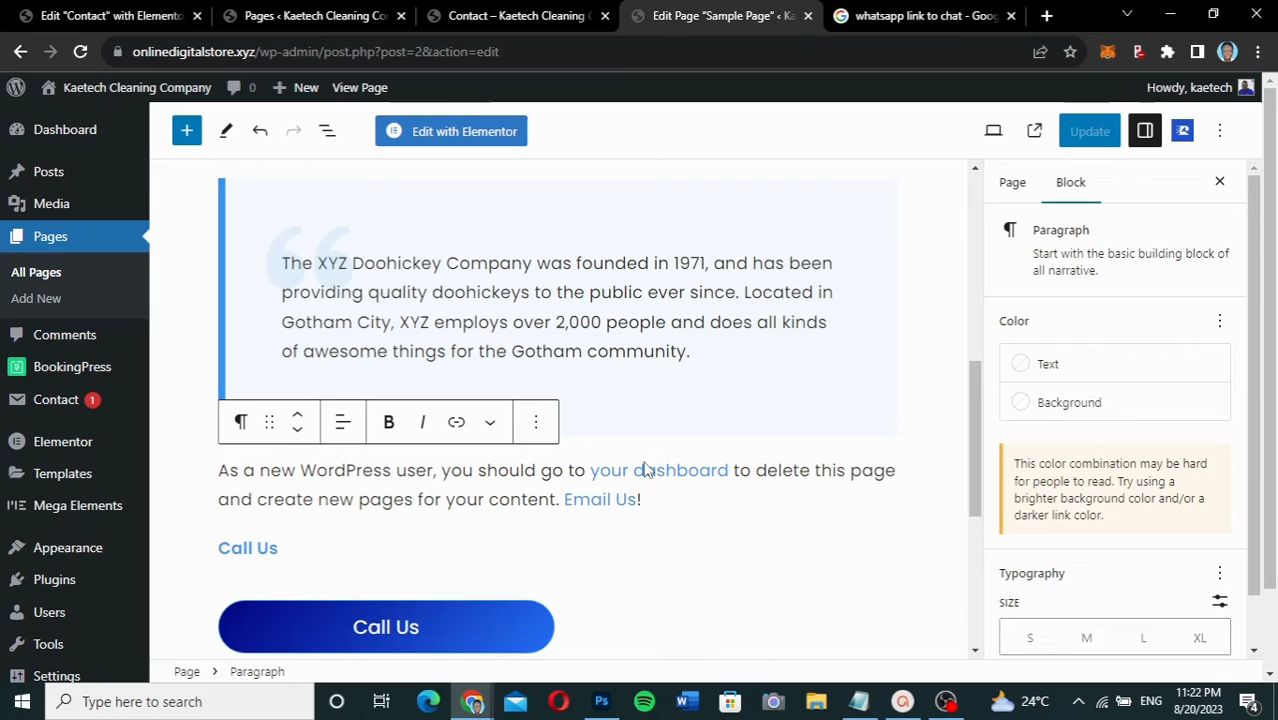 Edit "Contact" with Elemento
Pages ‹ Kaetech Cleaning Co
Contact – Kaetech Cleaning C
Edit Page "Sample Page" ‹ Ka
whatsapp link to chat - Goog
onlinedigitalstore.xyz/wp-admin/post.php?post=2&action=edit
Kaetech Cleaning Company
0
New
View Page
Howdy, kaetech
Dashboard
Posts
Media
Pages
All Pages
Add New
Comments
BookingPress
Contact 1
Elementor
Templates
Mega Elements
Appearance
Plugins
Users
Tools
Settings
Edit with Elementor
Update
The XYZ Doohickey Company was founded in 1971, and has been
providing quality doohickeys to the public ever since. Located in
Gotham City, XYZ employs over 2,000 people and does all kinds
of awesome things for the Gotham community.
B I
As a new WordPress user, you should go to your dashboard to delete this page
and create new pages for your content. Email Us!
Call Us
Call Us
Page
Paragraph
Page
Block
Paragraph
Start with the basic building block of
all narrative.
Color
Text
Background
This color combination may be hard
for people to read. Try using a
brighter background color and/or a
darker link color.
Typography
SIZE
S M L XL
Type here to search
24°C
ENG
11:22 PM
8/20/2023
4